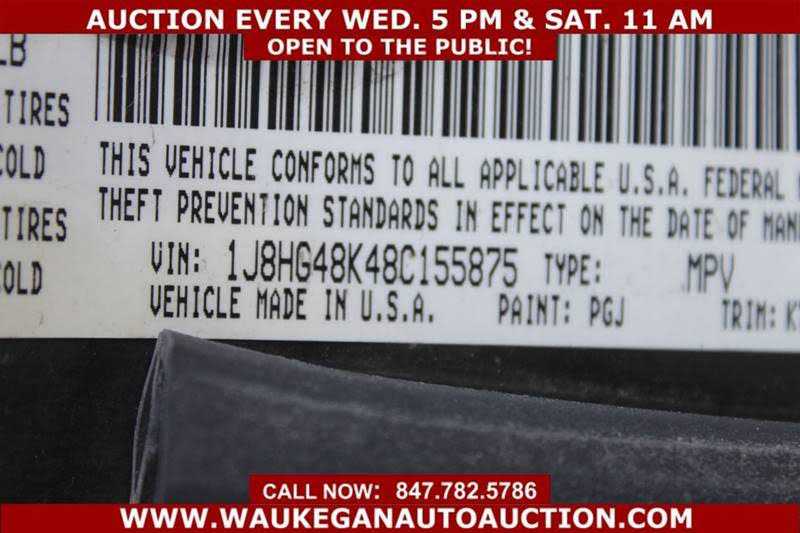 AUCTION EVERY WED. 5 PM & SAT. 11 AM
OPEN TO THE PUBLIC!
LB
TIRES
COLD
TIRES
COLD
THIS VEHICLE CONFORMS TO ALL APPLICABLE U.S.A. FEDERAL
THEFT PREVENTION STANDARDS IN EFFECT ON THE DATE OF MAN
VIN: 1J8HG48K48C155875 TYPE: MPV
VEHICLE MADE IN U.S.A. PAINT: PGJ TRIM: K
CALL NOW: 847.782.5786
WWW.WAUKEGANAUTOAUCTION.COM